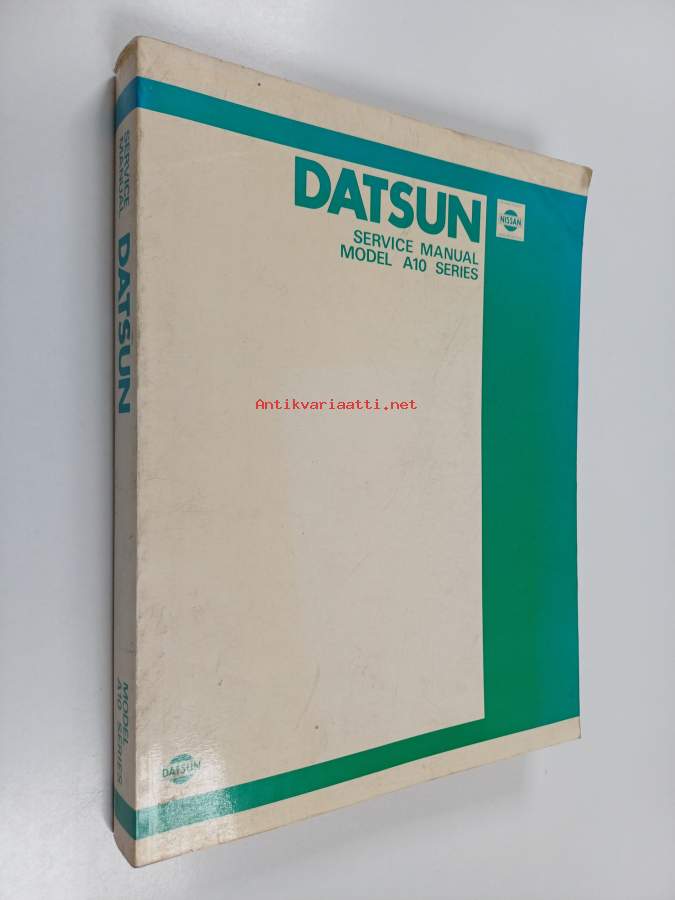 DATSUN
NISSAN
SERVICE MANUAL
MODEL A10 SERIES
Antikvariaatti.net
SERVICE
MANUAL
DATSUN
MODEL
A10 SERIES
DATSUN